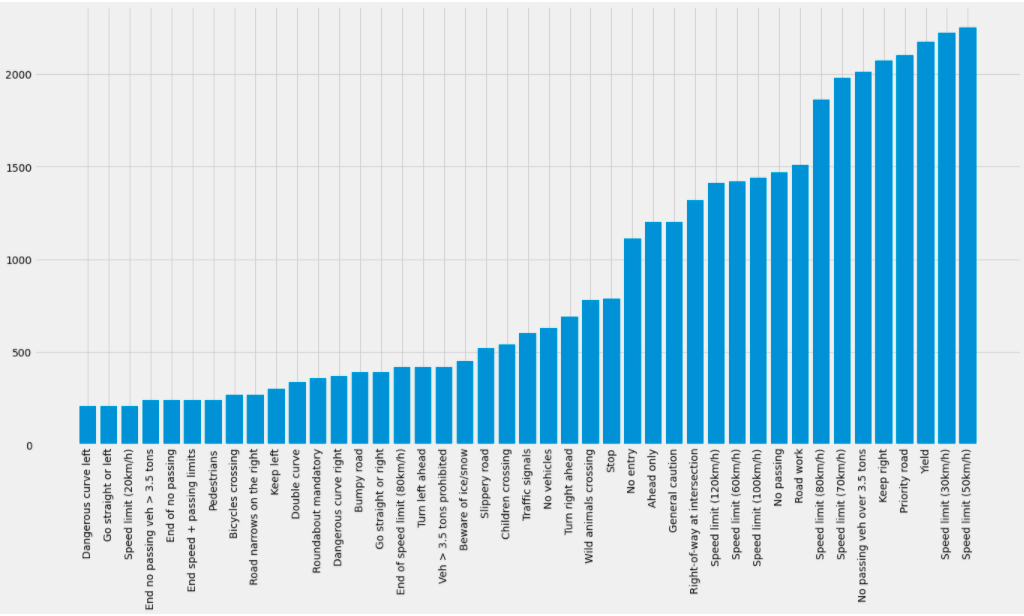 2000
1500
1000
500
0
Dangerous curve left
Go straight or left
Speed limit (20km/h)
End no passing veh > 3.5 tons
End of no passing
End speed + passing limits
Pedestrians
Bicycles crossing
Road narrows on the right
Keep left
Double curve
Roundabout mandatory
Dangerous curve right
Bumpy road
Go straight or right
End of speed limit (80km/h)
Turn left ahead
Veh > 3.5 tons prohibited
Beware of ice/snow
Slippery road
Children crossing
Traffic signals
No vehicles
Turn right ahead
Wild animals crossing
Stop
No entry
Ahead only
General caution
Right-of-way at intersection
Speed limit (120km/h)
Speed limit (60km/h)
Speed limit (100km/h)
No passing
Road work
Speed limit (80km/h)
Speed limit (70km/h)
No passing veh over 3.5 tons
Keep right
Priority road
Yield
Speed limit (30km/h)
Speed limit (50km/h)